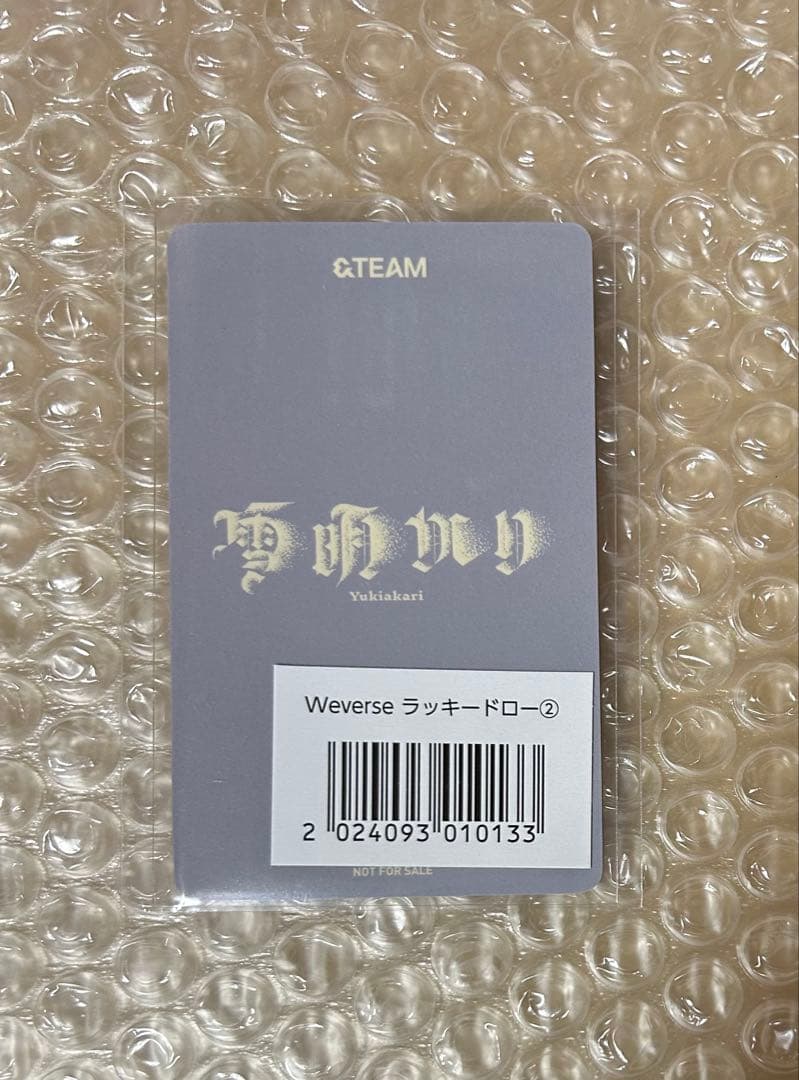 &TEAM
雪明かり
Yukiakari
Weverse ラッキードロー②
2 024093 010133
NOT FOR SALE